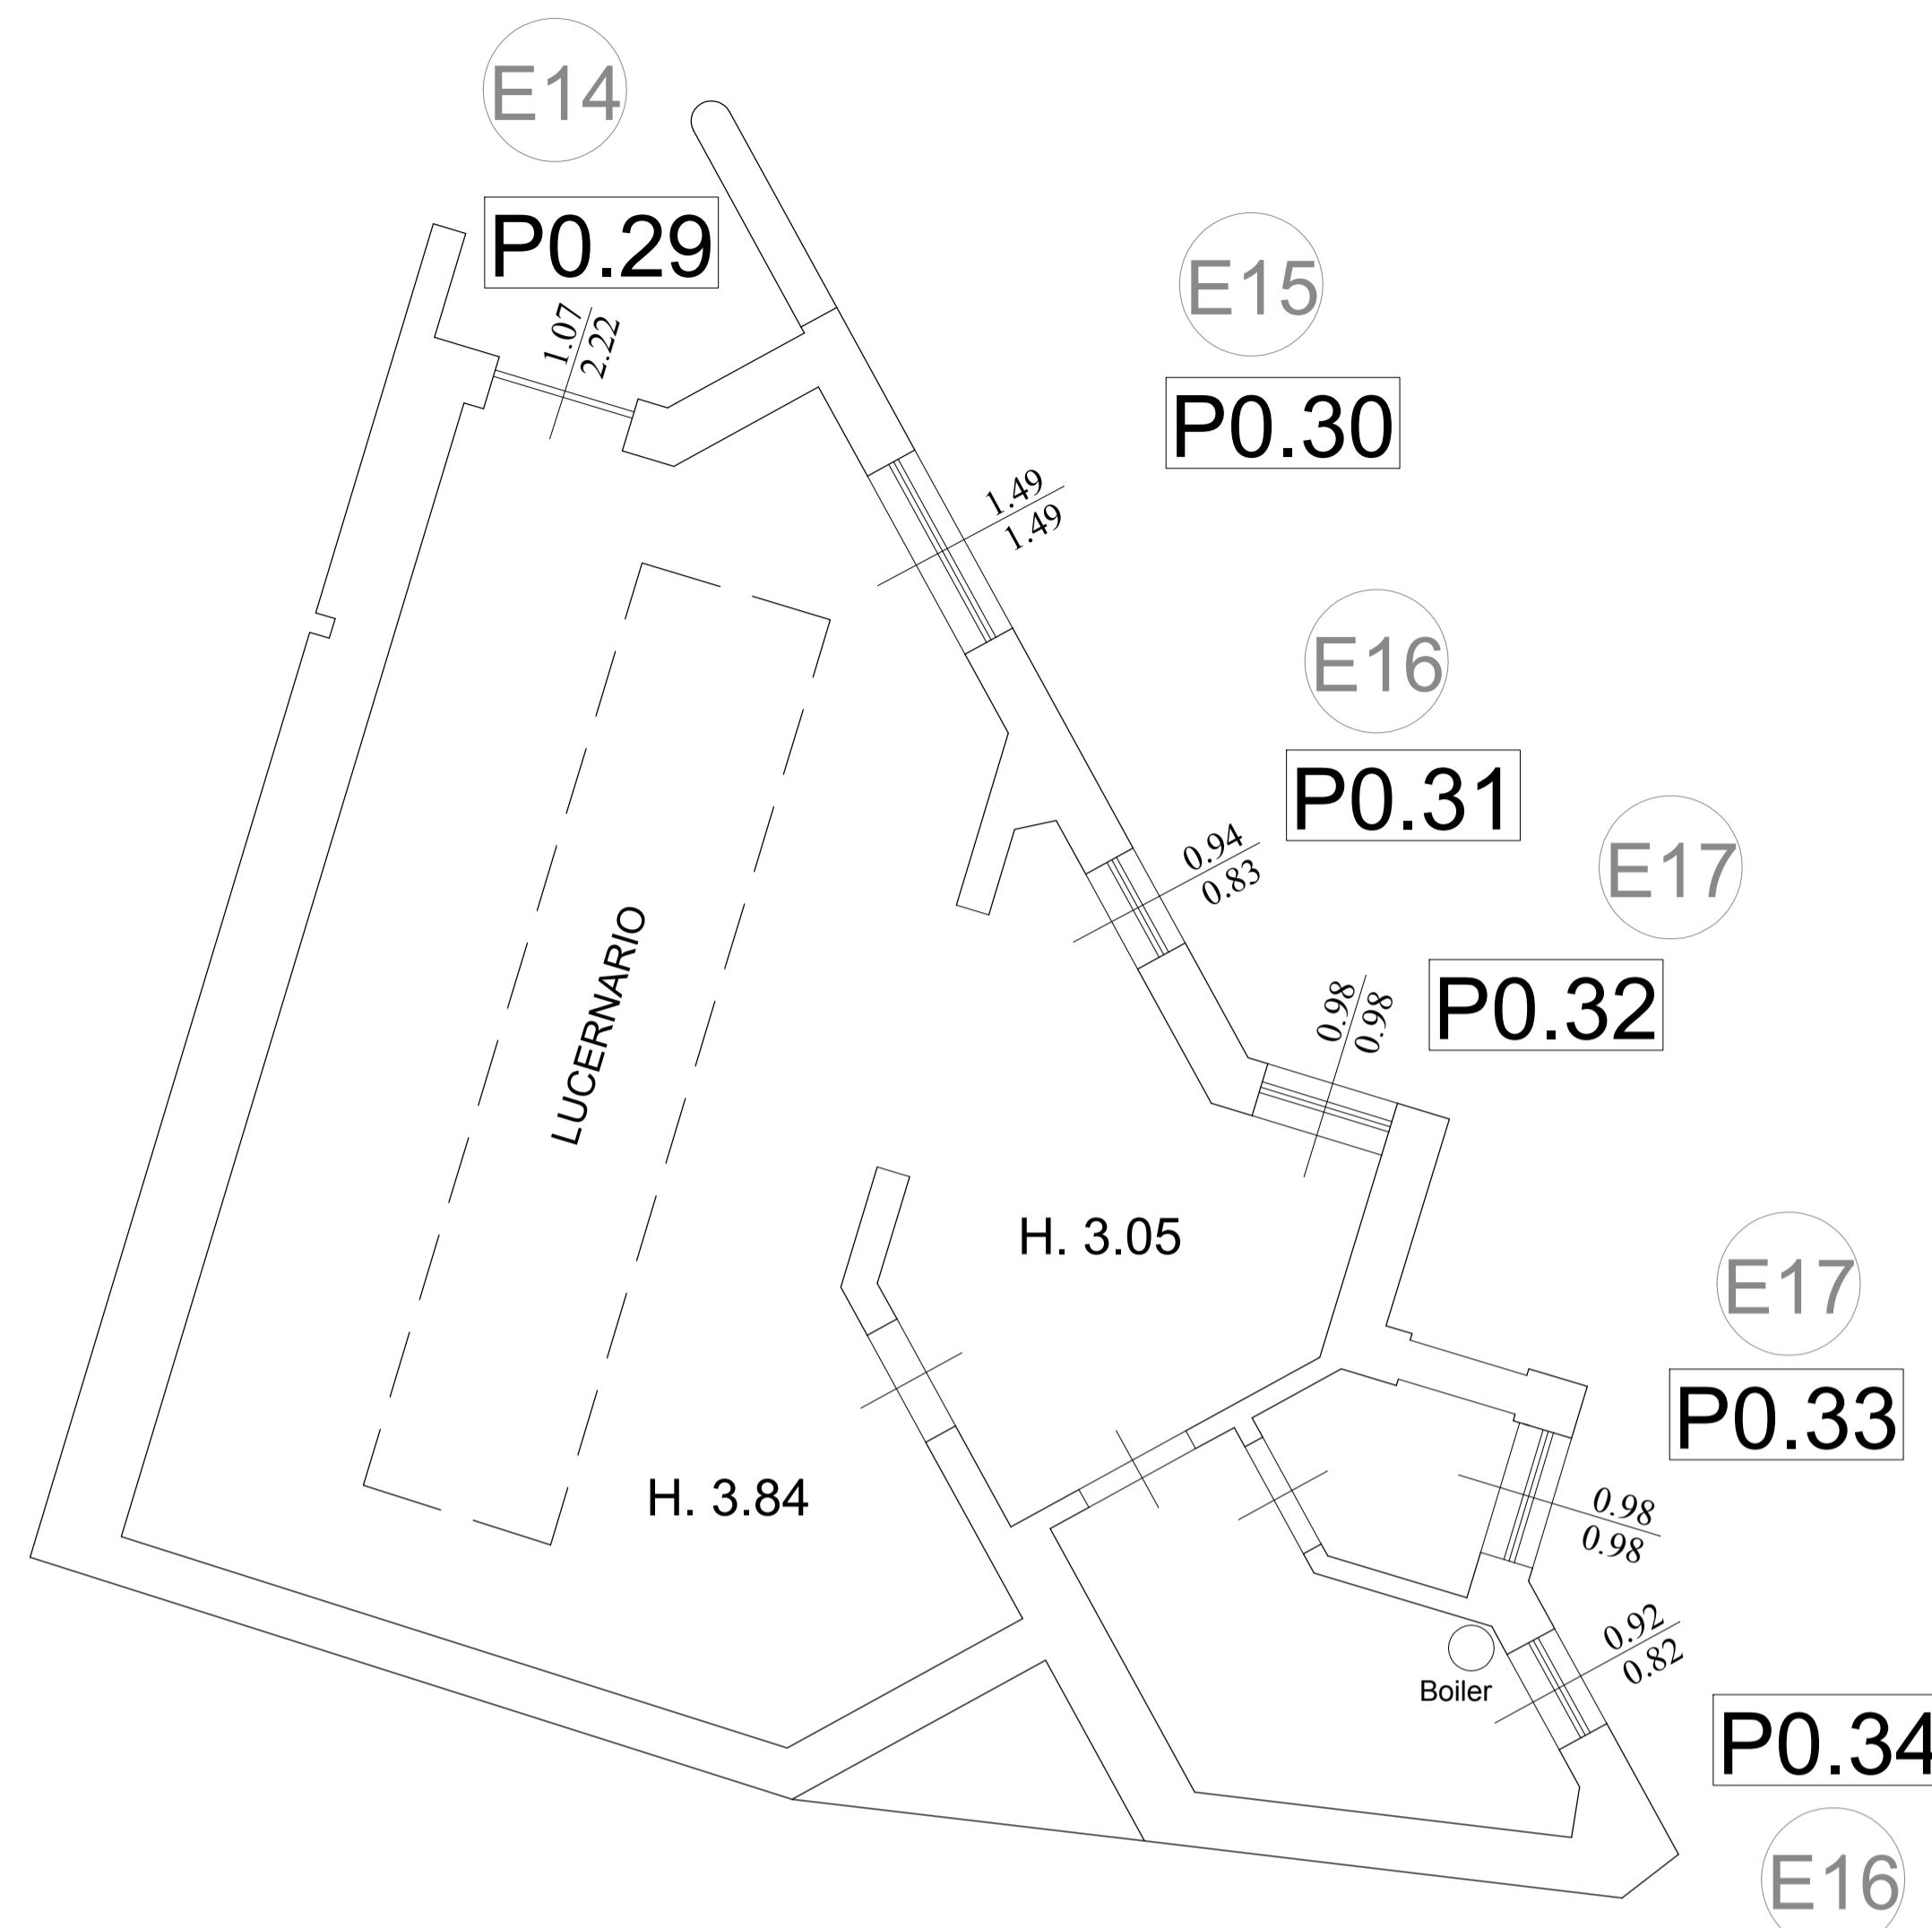 E14
P0.29
1.07
2.22
E15
P0.30
1.49
1.49
E16
P0.31
0.94
0.83
E17
P0.32
0.98
0.98
LUCERNARIO
H. 3.05
H. 3.84
E17
P0.33
0.98
0.98
0.92
0.82
Boiler
P0.34
E16